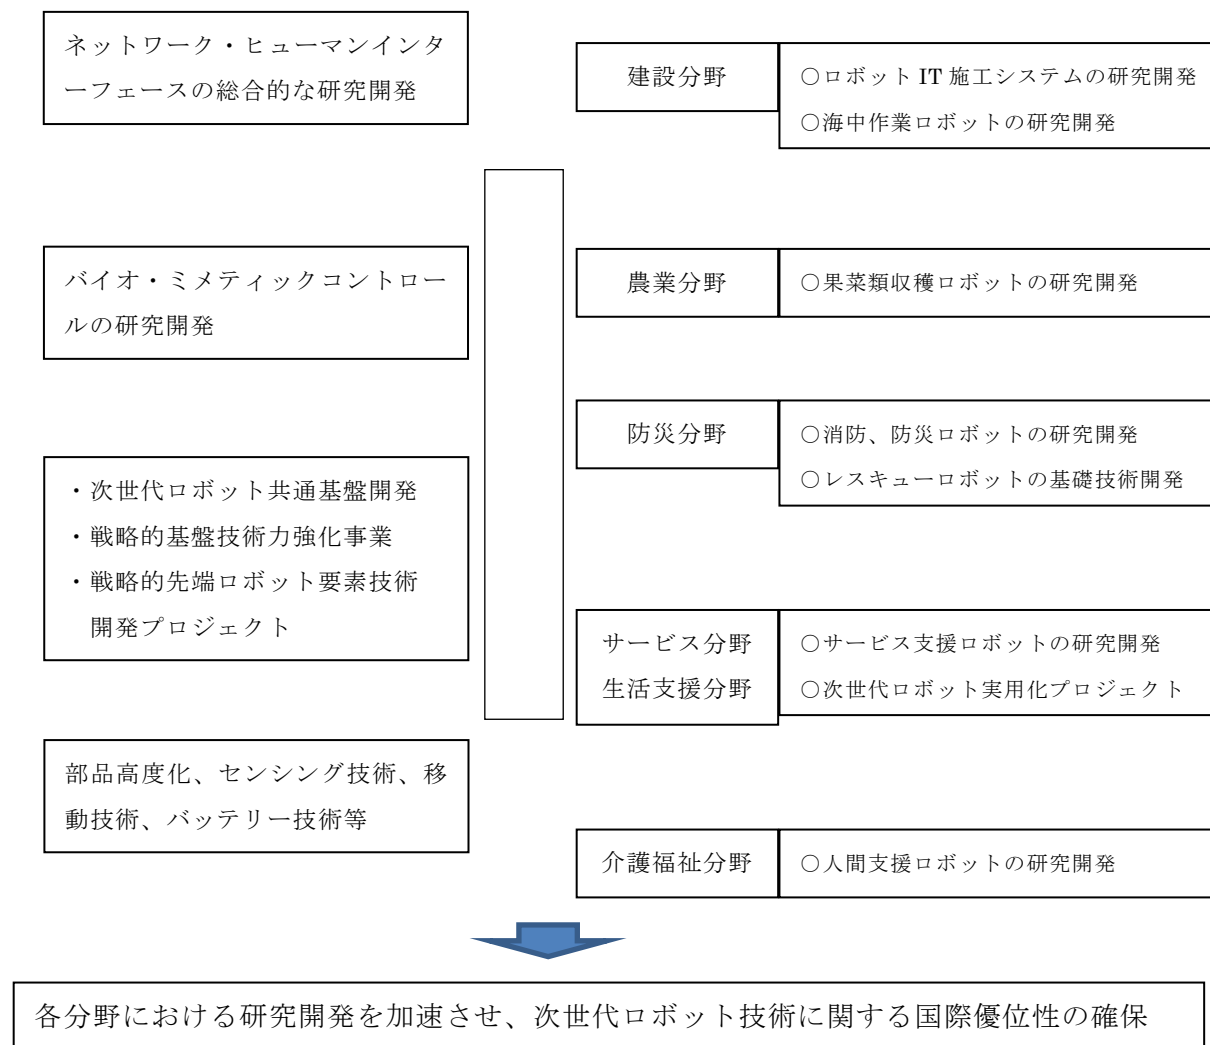 ネットワーク・ヒューマンインタ
ーフェースの総合的な研究開発
バイオ・ミメティックコントロー
ルの研究開発
・次世代ロボット共通基盤開発
・戦略的基盤技術力強化事業
・戦略的先端ロボット要素技術
開発プロジェクト
部品高度化、センシング技術、移
動技術、バッテリー技術等
建設分野
○ロボット IT 施工システムの研究開発
○海中作業ロボットの研究開発
農業分野
○果菜類収穫ロボットの研究開発
防災分野
○消防、防災ロボットの研究開発
○レスキューロボットの基礎技術開発
サービス分野
生活支援分野
○サービス支援ロボットの研究開発
○次世代ロボット実用化プロジェクト
介護福祉分野
○人間支援ロボットの研究開発
各分野における研究開発を加速させ、次世代ロボット技術に関する国際優位性の確保